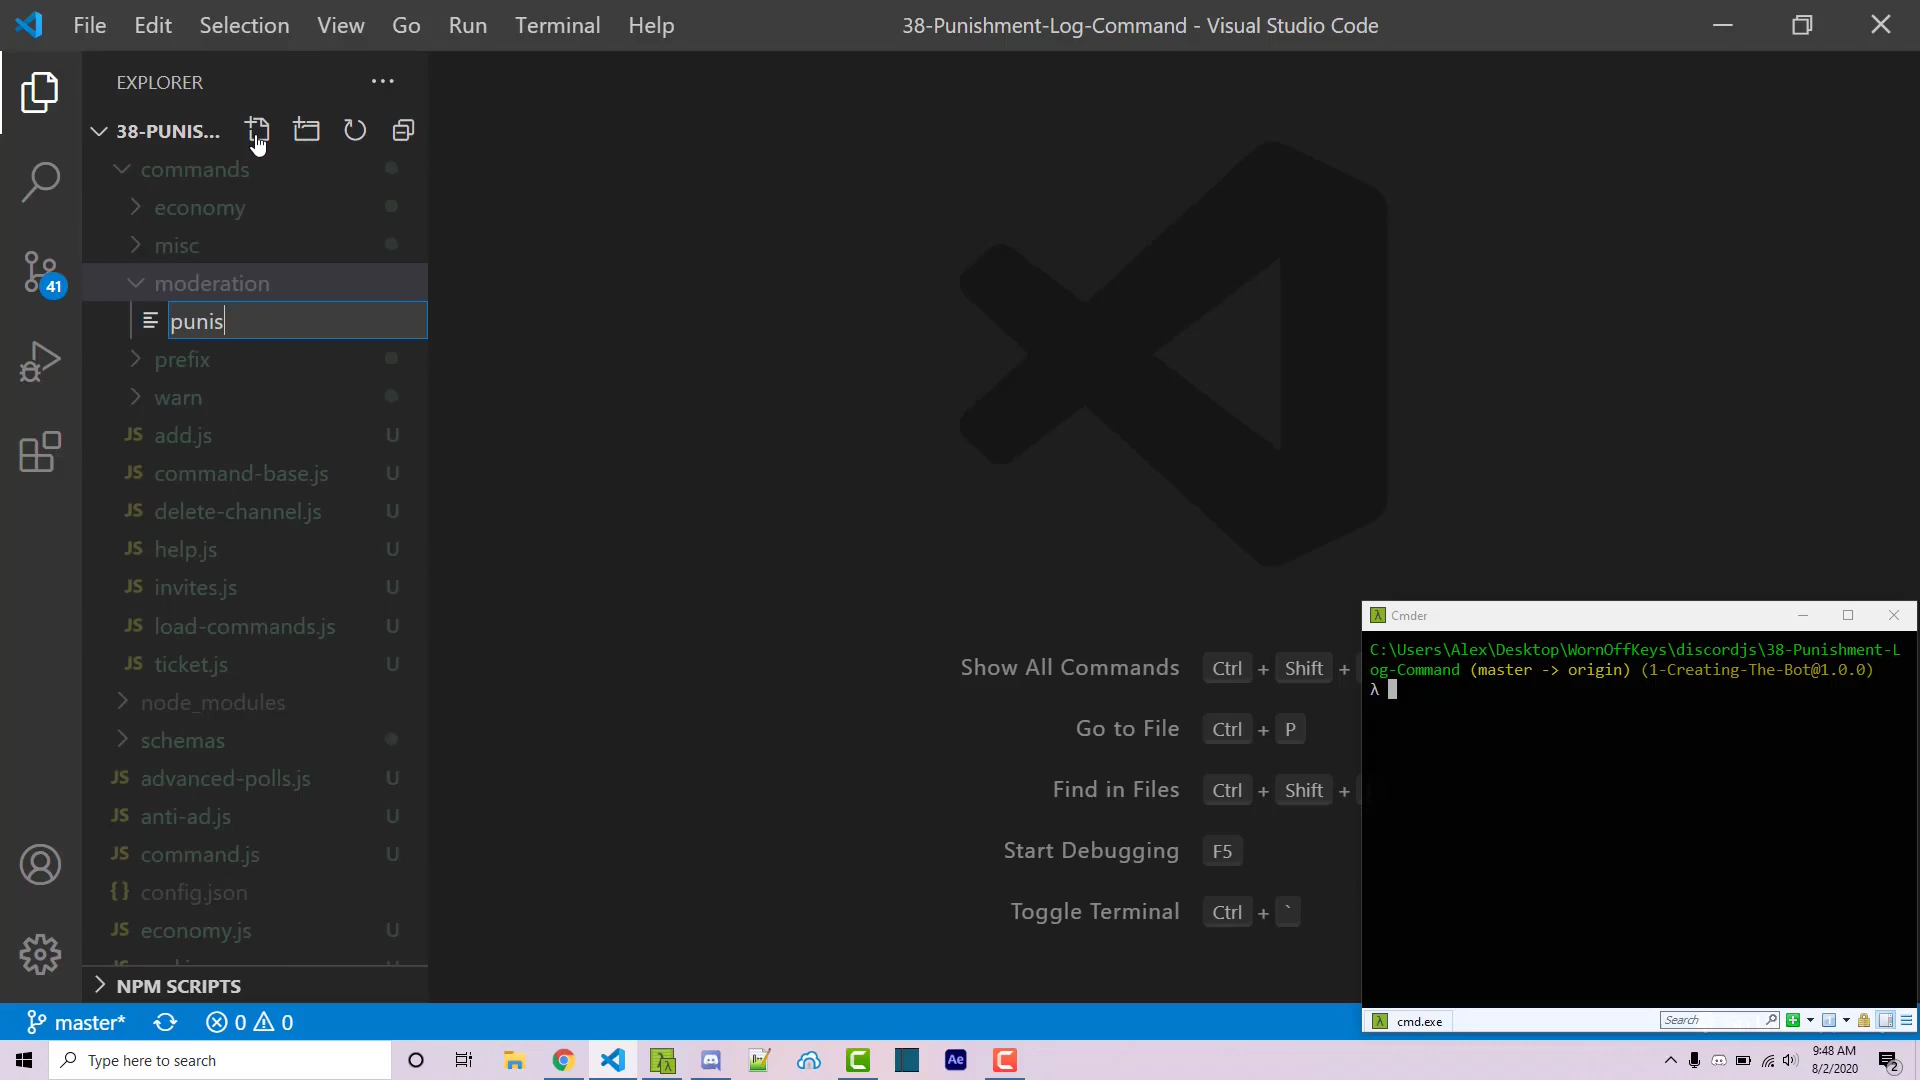 File Edit Selection View Go Run Terminal Help
38-Punishment-Log-Command - Visual Studio Code
EXPLORER
38-PUNIS...
commands
economy
misc
moderation
punis
prefix
warn
JS add.js U
JS command-base.js U
JS delete-channel.js U
JS help.js U
JS invites.js U
JS load-commands.js U
JS ticket.js U
node_modules
schemas
JS advanced-polls.js U
JS anti-ad.js U
JS command.js U
{} config.json
JS economy.js U
NPM SCRIPTS
41
Show All Commands Ctrl + Shift +
Go to File Ctrl + P
Find in Files Ctrl + Shift +
Start Debugging F5
Toggle Terminal Ctrl + `
λ Cmder
C:\Users\Alex\Desktop\WornOffKeys\discordjs\38-Punishment-L
og-Command (master -> origin) (1-Creating-The-Bot@1.0.0)
λ
λ cmd.exe
Search
master* 0 0
Type here to search
Ae
9:48 AM
8/2/2020
2